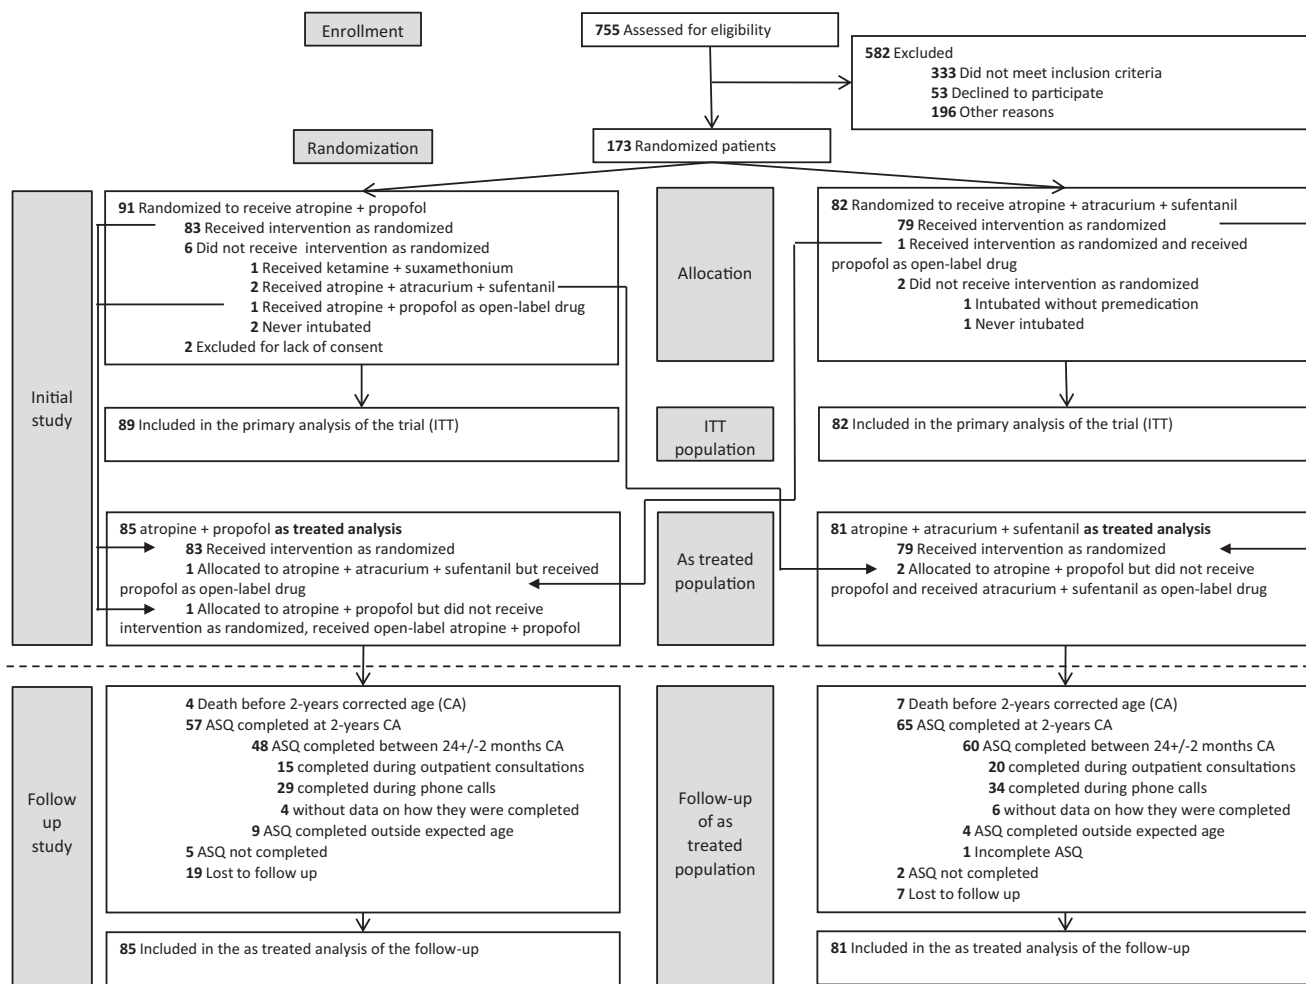 Enrollment
755 Assessed for eligibility
582 Excluded
333 Did not meet inclusion criteria
53 Declined to participate
196 Other reasons
Randomization
173 Randomized patients
Initial
study
91 Randomized to receive atropine + propofol
83 Received intervention as randomized
6 Did not receive intervention as randomized
1 Received ketamine + suxamethonium
2 Received atropine + atracurium + sufentanil
1 Received atropine + propofol as open-label drug
2 Never intubated
2 Excluded for lack of consent
Allocation
82 Randomized to receive atropine + atracurium + sufentanil
79 Received intervention as randomized
1 Received intervention as randomized and received
propofol as open-label drug
2 Did not receive intervention as randomized
1 Intubated without premedication
1 Never intubated
89 Included in the primary analysis of the trial (ITT)
ITT
population
82 Included in the primary analysis of the trial (ITT)
85 atropine + propofol as treated analysis
83 Received intervention as randomized
1 Allocated to atropine + atracurium + sufentanil but received
propofol as open-label drug
1 Allocated to atropine + propofol but did not receive
intervention as randomized, received open-label atropine + propofol
As treated
population
81 atropine + atracurium + sufentanil as treated analysis
79 Received intervention as randomized
2 Allocated to atropine + propofol but did not receive
propofol and received atracurium + sufentanil as open-label drug
Follow
up
study
4 Death before 2-years corrected age (CA)
57 ASQ completed at 2-years CA
48 ASQ completed between 24+/-2 months CA
15 completed during outpatient consultations
29 completed during phone calls
4 without data on how they were completed
9 ASQ completed outside expected age
5 ASQ not completed
19 Lost to follow up
Follow-up
of as
treated
population
7 Death before 2-years corrected age (CA)
65 ASQ completed at 2-years CA
60 ASQ completed between 24+/-2 months CA
20 completed during outpatient consultations
34 completed during phone calls
6 without data on how they were completed
4 ASQ completed outside expected age
1 Incomplete ASQ
2 ASQ not completed
7 Lost to follow up
85 Included in the as treated analysis of the follow-up
81 Included in the as treated analysis of the follow-up